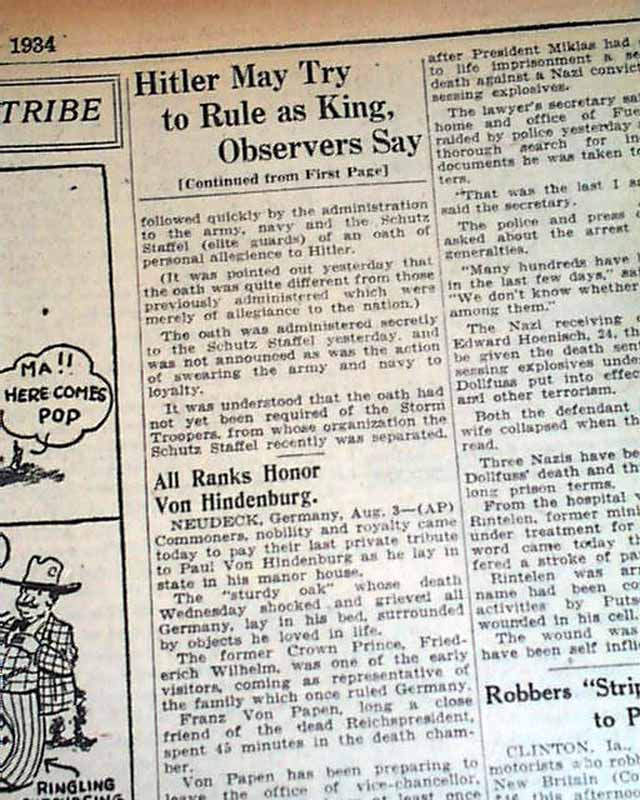 1934
TRIBE
MA!!
HERE COMES
POP
RINGLING
Hitler May Try
to Rule as King,
Observers Say
[Continued from First Page]
followed quickly by the administration
to the army, navy and the Schutz
Staffel (elite guards) of an oath of
personal allegience to Hitler.
(It was pointed out yesterday that
the oath was quite different from those
previously administered which were
merely of allegiance to the nation.)
The oath was administered secretly
to the Schutz Staffel yesterday, and
was not announced as was the action
of swearing the army and navy to
loyalty.
It was understood that the oath had
not yet been required of the Storm
Troopers, from whose organization the
Schutz Staffel recently was separated.
All Ranks Honor
Von Hindenburg.
NEUDECK, Germany, Aug. 3—(AP)
Commoners, nobility and royalty came
today to pay their last private tribute
to Paul Von Hindenburg as he lay in
state in his manor house.
The "sturdy oak" whose death
Wednesday shocked and grieved all
Germany, lay in his bed, surrounded
by objects he loved in life.
The former Crown Prince, Fried-
erich Wilhelm, was one of the early
visitors, coming as representative of
the family which once ruled Germany.
Franz Von Papen, long a close
friend of the dead Reichspresident,
spent 45 minutes in the death cham-
ber.
Von Papen has been preparing to
leave the office of vice-chancellor,
at least once
after President Miklas had
to life imprisonment a
death against a Nazi convict
sessing explosives.
The lawyer's secretary
home and office of
raided by police yesterday
thorough search for
documents he was taken to
ters.
"That was the last I
said the secretary.
The police and press
asked about the arrest
generalties.
"Many hundreds have
in the last few days,"
"We don't know whether
among them."
The Nazi receiving
Edward Hoenisch, 24,
be given the death
sessing explosives under
Dollfuss put into
and other terrorism.
Both the defendant
wife collapsed when the
read.
Three Nazis have
Dollfuss' death and
long prison terms.
From the hospital
Rintelen, former
under treatment for
word came today
fered a stroke of
Rintelen was
name had been
activities by
wounded in his cell.
The wound was
have been self
Robbers
to
CLINTON, Ia.,
motorists who
New Britain
this afternoon